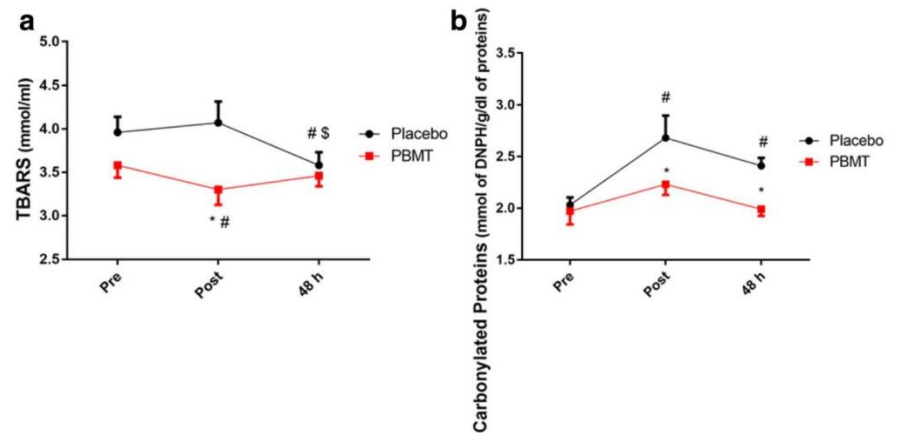 a
TBARS (mmol/ml)
5.0
4.5
4.0
3.5
3.0
2.5
# $
* #
Pre
Post
48 h
Placebo
PBMT
b
Carbonylated Proteins (mmol of DNPH/g/dl of proteins)
3.5
3.0
2.5
2.0
1.5
#
#
*
*
Pre
Post
48 h
Placebo
PBMT